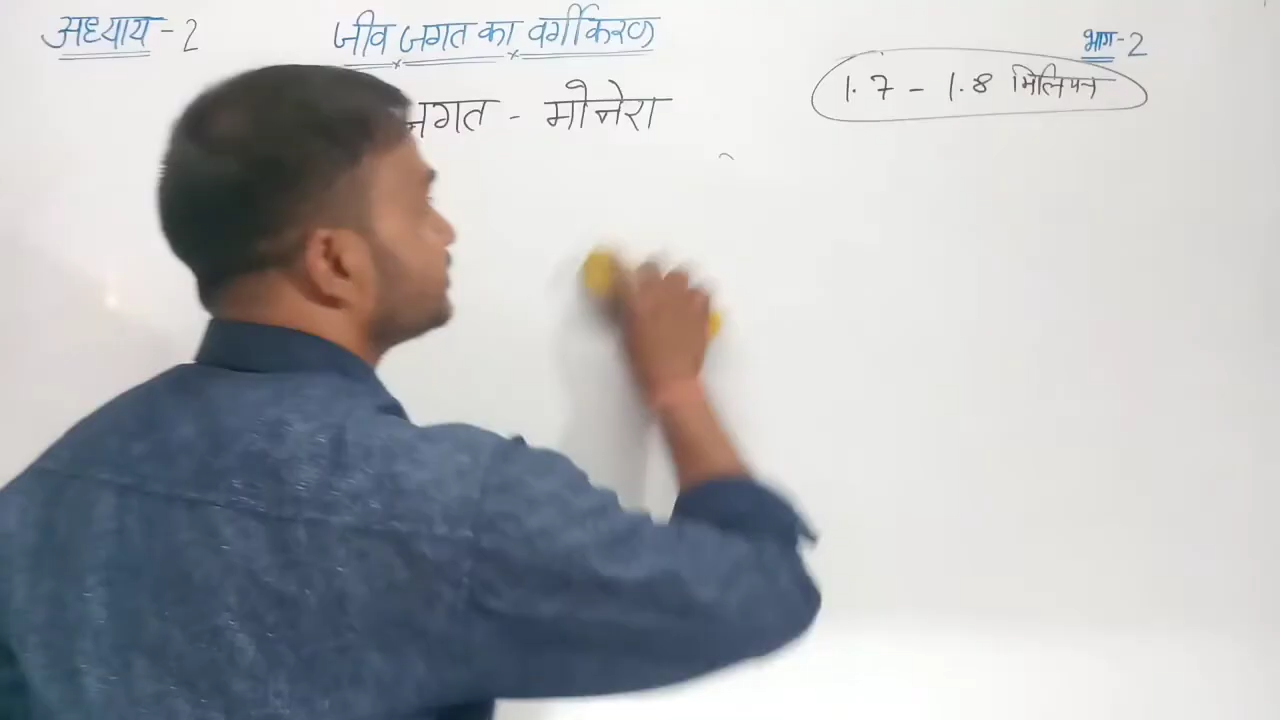 अध्याय - 2
जीव जगत का वर्गीकरण
भाग - 2
1.7 - 1.8 मिलियन
जगत - मोनेरा